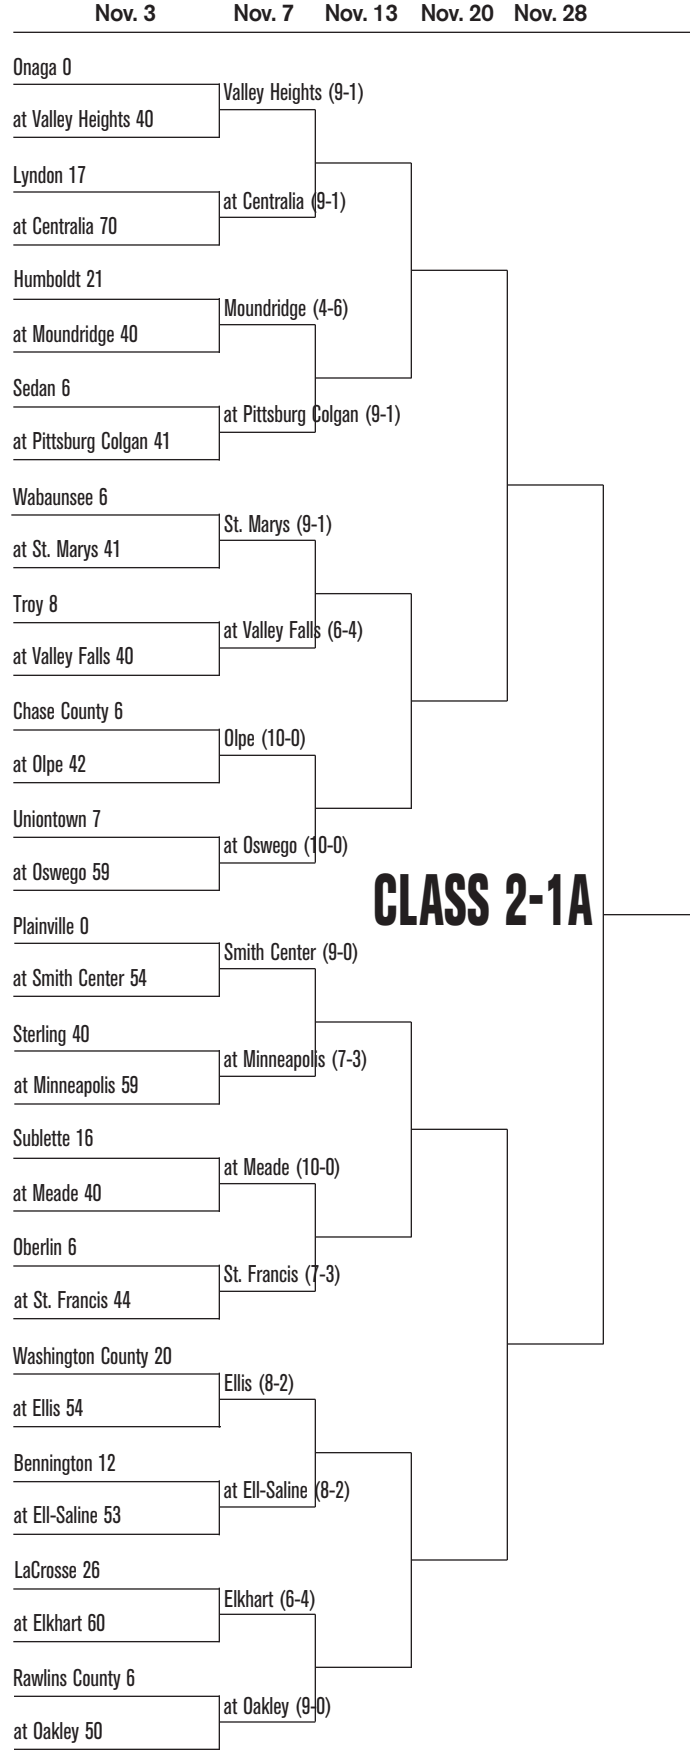 Nov. 3 Nov. 7 Nov. 13 Nov. 20 Nov. 28
Onaga 0
Valley Heights (9-1)
at Valley Heights 40
Lyndon 17
at Centralia (9-1)
at Centralia 70
Humboldt 21
Moundridge (4-6)
at Moundridge 40
Sedan 6
at Pittsburg Colgan (9-1)
at Pittsburg Colgan 41
Wabaunsee 6
St. Marys (9-1)
at St. Marys 41
Troy 8
at Valley Falls (6-4)
at Valley Falls 40
Chase County 6
Olpe (10-0)
at Olpe 42
Uniontown 7
at Oswego (10-0)
at Oswego 59
CLASS 2-1A
Plainville 0
Smith Center (9-0)
at Smith Center 54
Sterling 40
at Minneapolis (7-3)
at Minneapolis 59
Sublette 16
at Meade (10-0)
at Meade 40
Oberlin 6
St. Francis (7-3)
at St. Francis 44
Washington County 20
Ellis (8-2)
at Ellis 54
Bennington 12
at Ell-Saline (8-2)
at Ell-Saline 53
LaCrosse 26
Elkhart (6-4)
at Elkhart 60
Rawlins County 6
at Oakley (9-0)
at Oakley 50